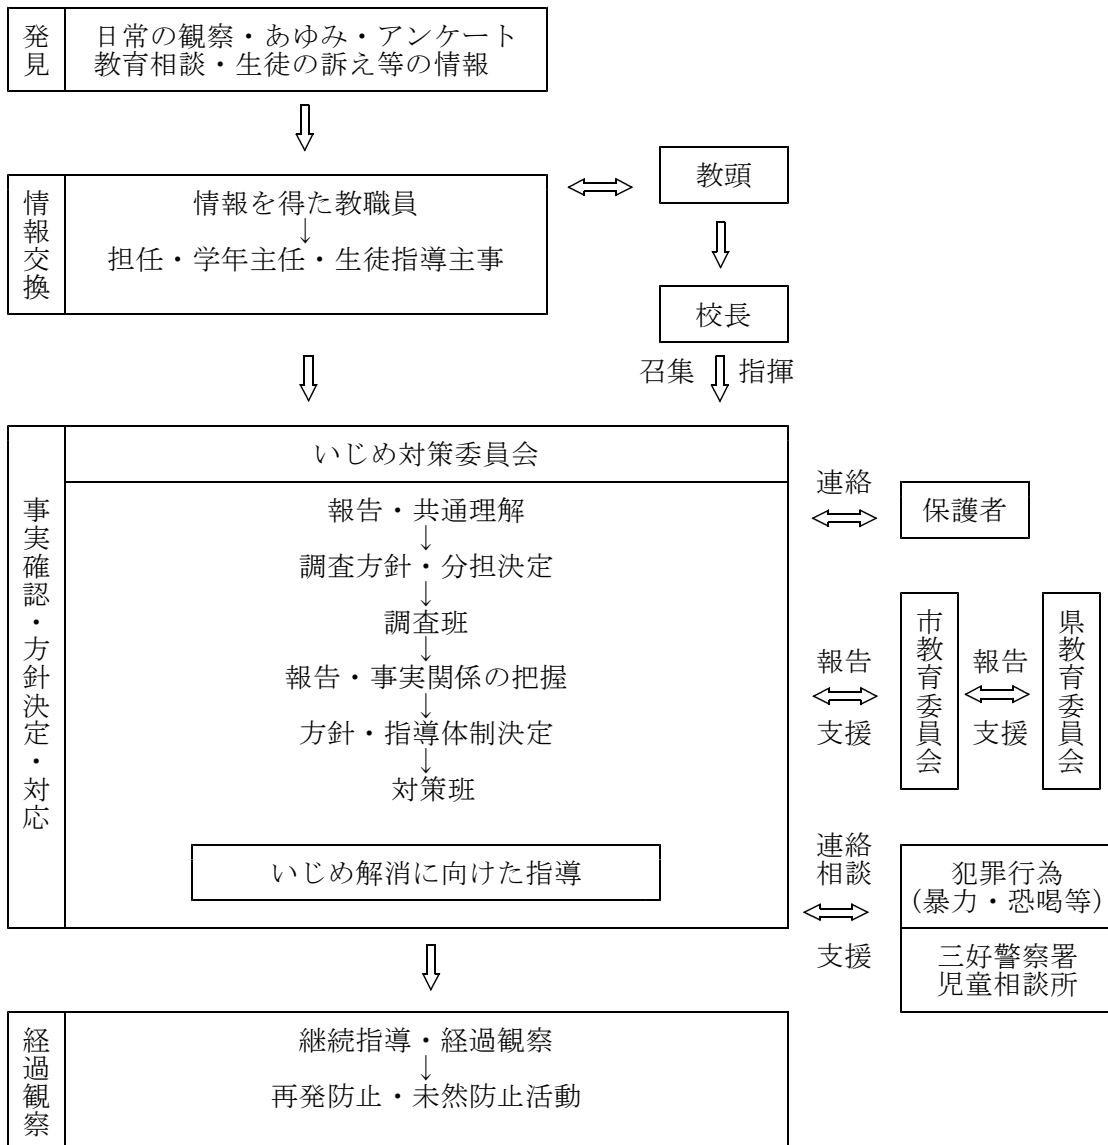 発見
日常の観察・あゆみ・アンケート
教育相談・生徒の訴え等の情報
情報交換
情報を得た教職員
↓
担任・学年主任・生徒指導主事
教頭
校長
召集
指揮
事実確認・方針決定・対応
いじめ対策委員会
報告・共通理解
↓
調査方針・分担決定
↓
調査班
↓
報告・事実関係の把握
↓
方針・指導体制決定
↓
対策班
いじめ解消に向けた指導
連絡
保護者
報告
支援
市教育委員会
報告
支援
県教育委員会
連絡
相談
支援
犯罪行為
(暴力・恐喝等)
三好警察署
児童相談所
経過観察
継続指導・経過観察
↓
再発防止・未然防止活動